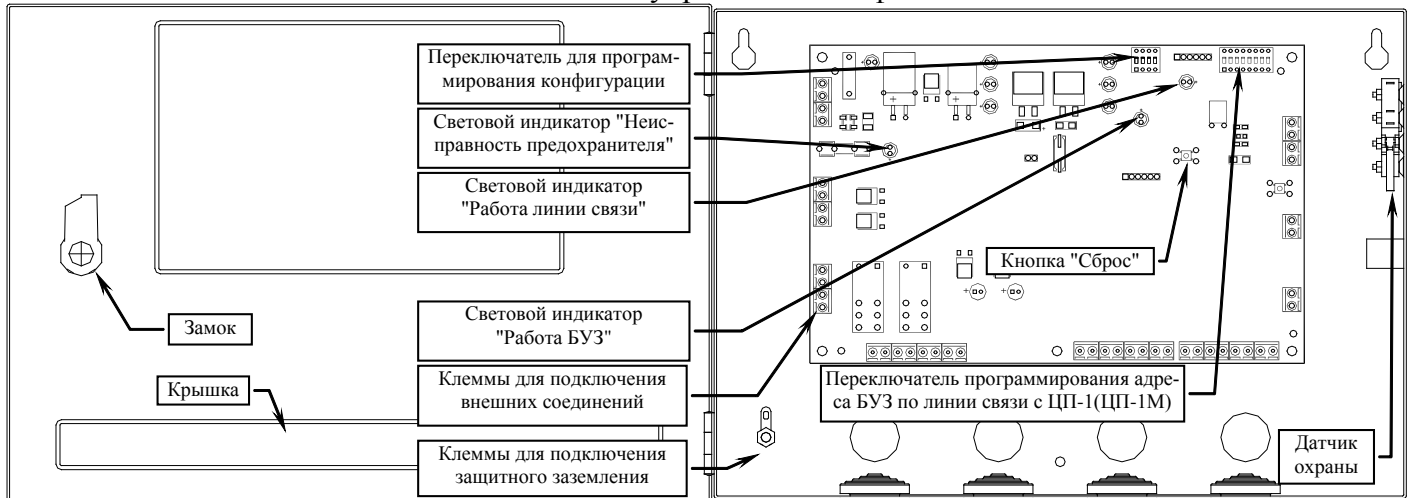 Переключатель для програм-
мирования конфигурации
Световой индикатор "Неис-
правность предохранителя"
Световой индикатор
"Работа линии связи"
Кнопка "Сброс"
Замок
Световой индикатор
"Работа БУЗ"
Крышка
Клеммы для подключения
внешних соединений
Переключатель программирования адре-
са БУЗ по линии связи с ЦП-1(ЦП-1М)
Клеммы для подключения
защитного заземления
Датчик
охраны